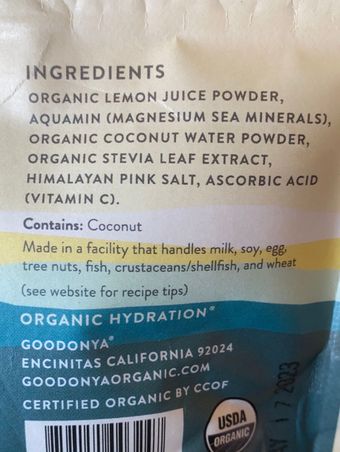 INGREDIENTS
ORGANIC LEMON JUICE POWDER,
AQUAMIN (MAGNESIUM SEA MINERALS),
ORGANIC COCONUT WATER POWDER,
ORGANIC STEVIA LEAF EXTRACT,
HIMALAYAN PINK SALT, ASCORBIC ACID
(VITAMIN C).
Contains: Coconut
Made in a facility that handles milk, soy, egg,
tree nuts, fish, crustaceans/shellfish, and wheat
(see website for recipe tips)
ORGANIC HYDRATION®
GOODONYA®
ENCINITAS CALIFORNIA 92024
GOODONYAORGANIC.COM
CERTIFIED ORGANIC BY CCOF
USDA
ORGANIC
17 2023